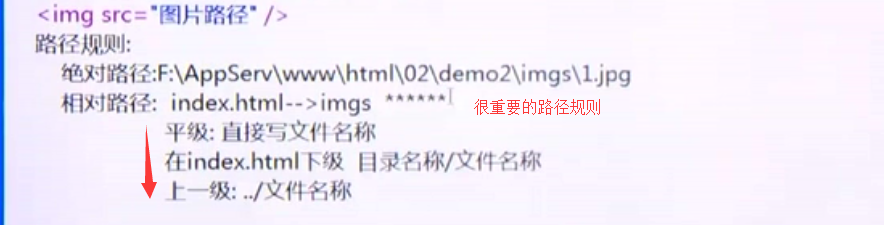 <img src="图片路径" />
路径规则:
绝对路径:F:\AppServ\www\html\02\demo2\imgs\1.jpg
相对路径: index.html-->imgs ****** 很重要的路径规则
平级: 直接写文件名称
在index.html下级 目录名称/文件名称
上一级: ../文件名称